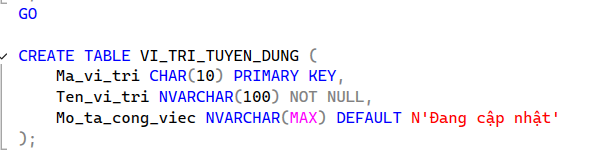 GO
CREATE TABLE VI_TRI_TUYEN_DUNG (
Ma_vi_tri CHAR(10) PRIMARY KEY,
Ten_vi_tri NVARCHAR(100) NOT NULL,
Mo_ta_cong_viec NVARCHAR(MAX) DEFAULT N'Đang cập nhật'
);